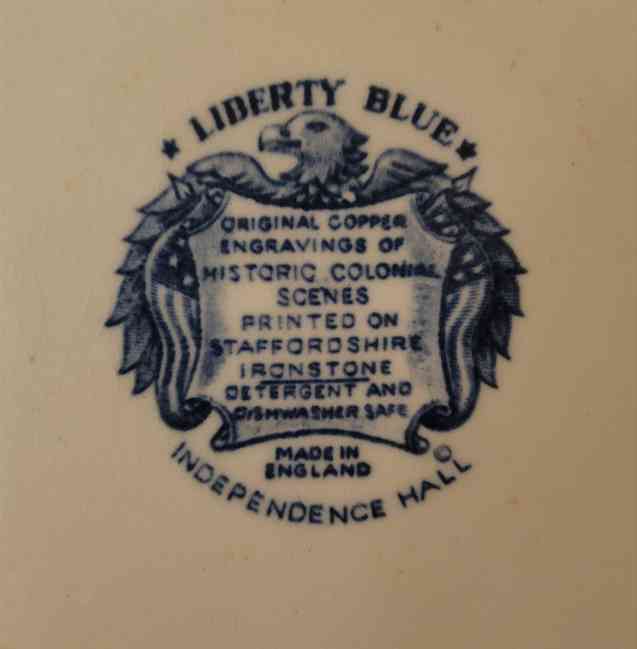 LIBERTY BLUE
ORIGINAL COPPER
ENGRAVINGS OF
HISTORIC COLONIAL
SCENES
PRINTED ON
STAFFORDSHIRE
IRONSTONE
DETERGENT AND
DISHWASHER SAFE
MADE IN
ENGLAND
INDEPENDENCE HALL ©